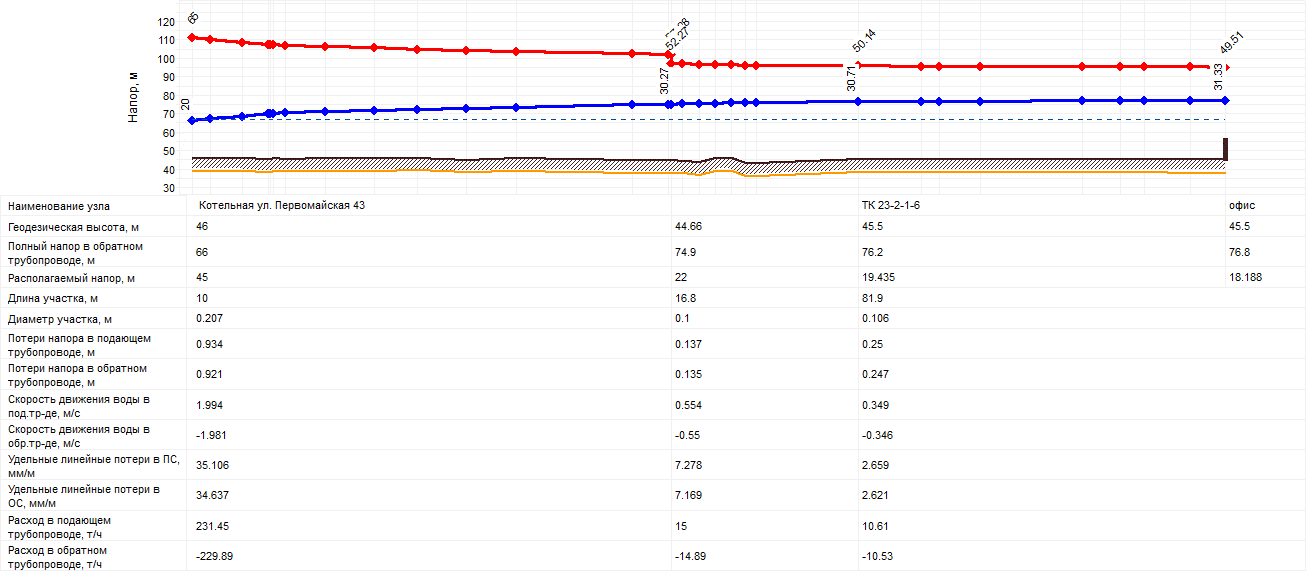 120
110
100
90
80
70
60
50
40
30
Напор, м
65
20
52.27
30.27
50.14
30.71
49.51
31.33
Наименование узла Котельная ул. Первомайская 43 ТК 23-2-1-6 офис
Геодезическая высота, м 46 44.66 45.5 45.5
Полный напор в обратном
трубопроводе, м 66 74.9 76.2 76.8
Располагаемый напор, м 45 22 19.435 18.188
Длина участка, м 10 16.8 81.9
Диаметр участка, м 0.207 0.1 0.106
Потери напора в подающем
трубопроводе, м 0.934 0.137 0.25
Потери напора в обратном
трубопроводе, м 0.921 0.135 0.247
Скорость движения воды в
под.тр-де, м/с 1.994 0.554 0.349
Скорость движения воды в
обр.тр-де, м/с -1.981 -0.55 -0.346
Удельные линейные потери в ПС,
мм/м 35.106 7.278 2.659
Удельные линейные потери в
ОС, мм/м 34.637 7.169 2.621
Расход в подающем
трубопроводе, т/ч 231.45 15 10.61
Расход в обратном
трубопроводе, т/ч -229.89 -14.89 -10.53